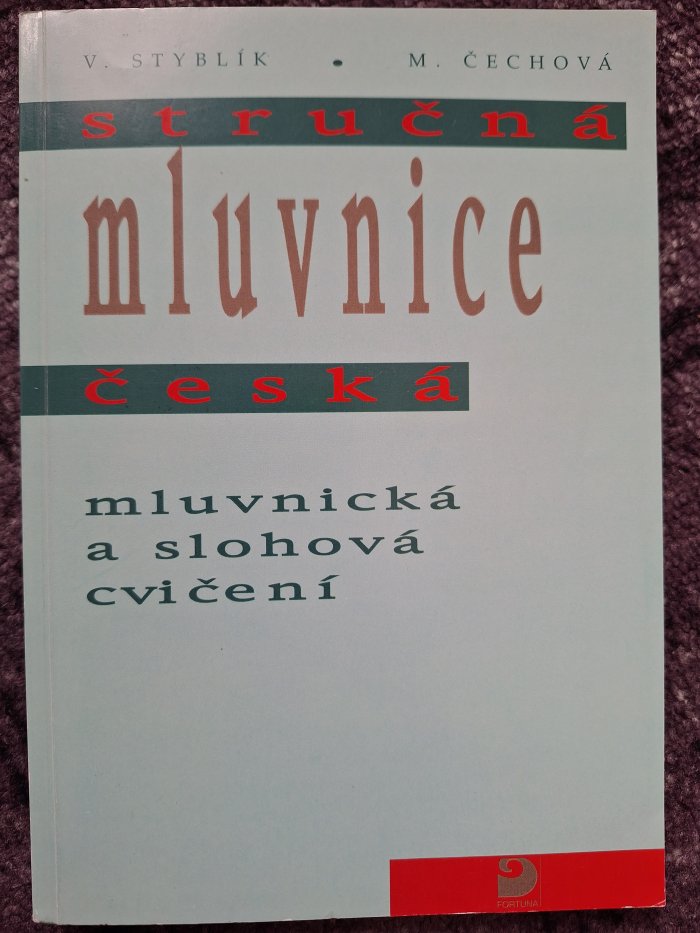 V. STYBLÍK • M. ČECHOVÁ
stručná
mluvnice
česká
mluvnická
a slohová
cvičení
FORTUNA